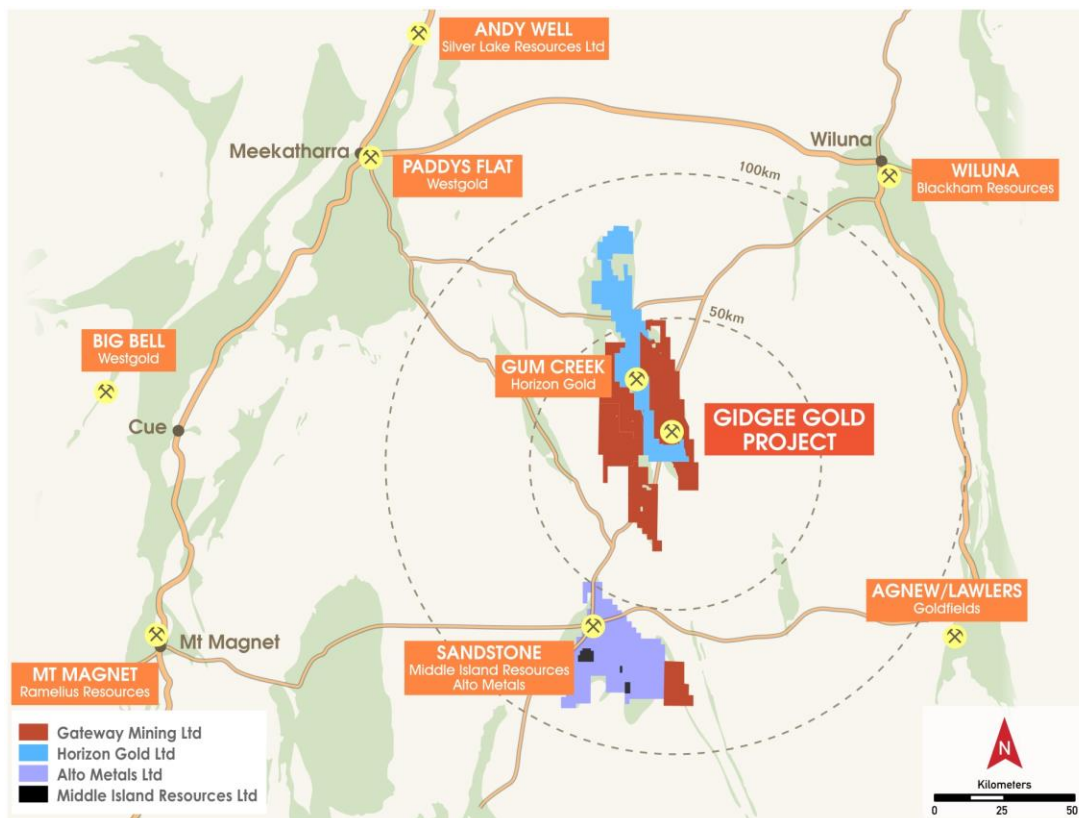 ANDY WELL
Silver Lake Resources Ltd
Meekatharra
PADDYS FLAT
Westgold
Wiluna
WILUNA
Blackham Resources
100km
50km
BIG BELL
Westgold
GUM CREEK
Horizon Gold
Cue
GIDGEE GOLD
PROJECT
AGNEW/LAWLERS
Goldfields
Mt Magnet
MT MAGNET
Ramelius Resources
SANDSTONE
Middle Island Resources
Alto Metals
Gateway Mining Ltd
Horizon Gold Ltd
Alto Metals Ltd
Middle Island Resources Ltd
N
Kilometers
0 25 50